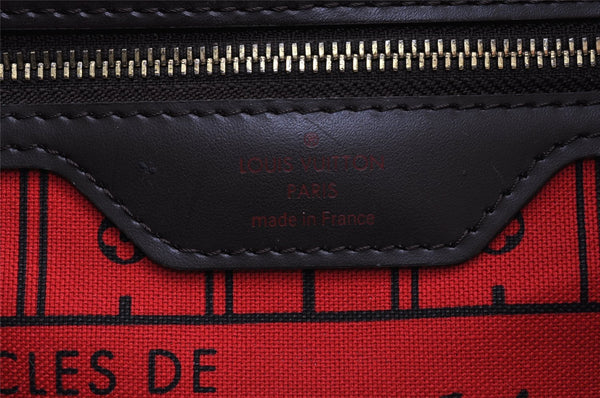 ®
LOUIS VUITTON
PARIS
made in France
CLES DE